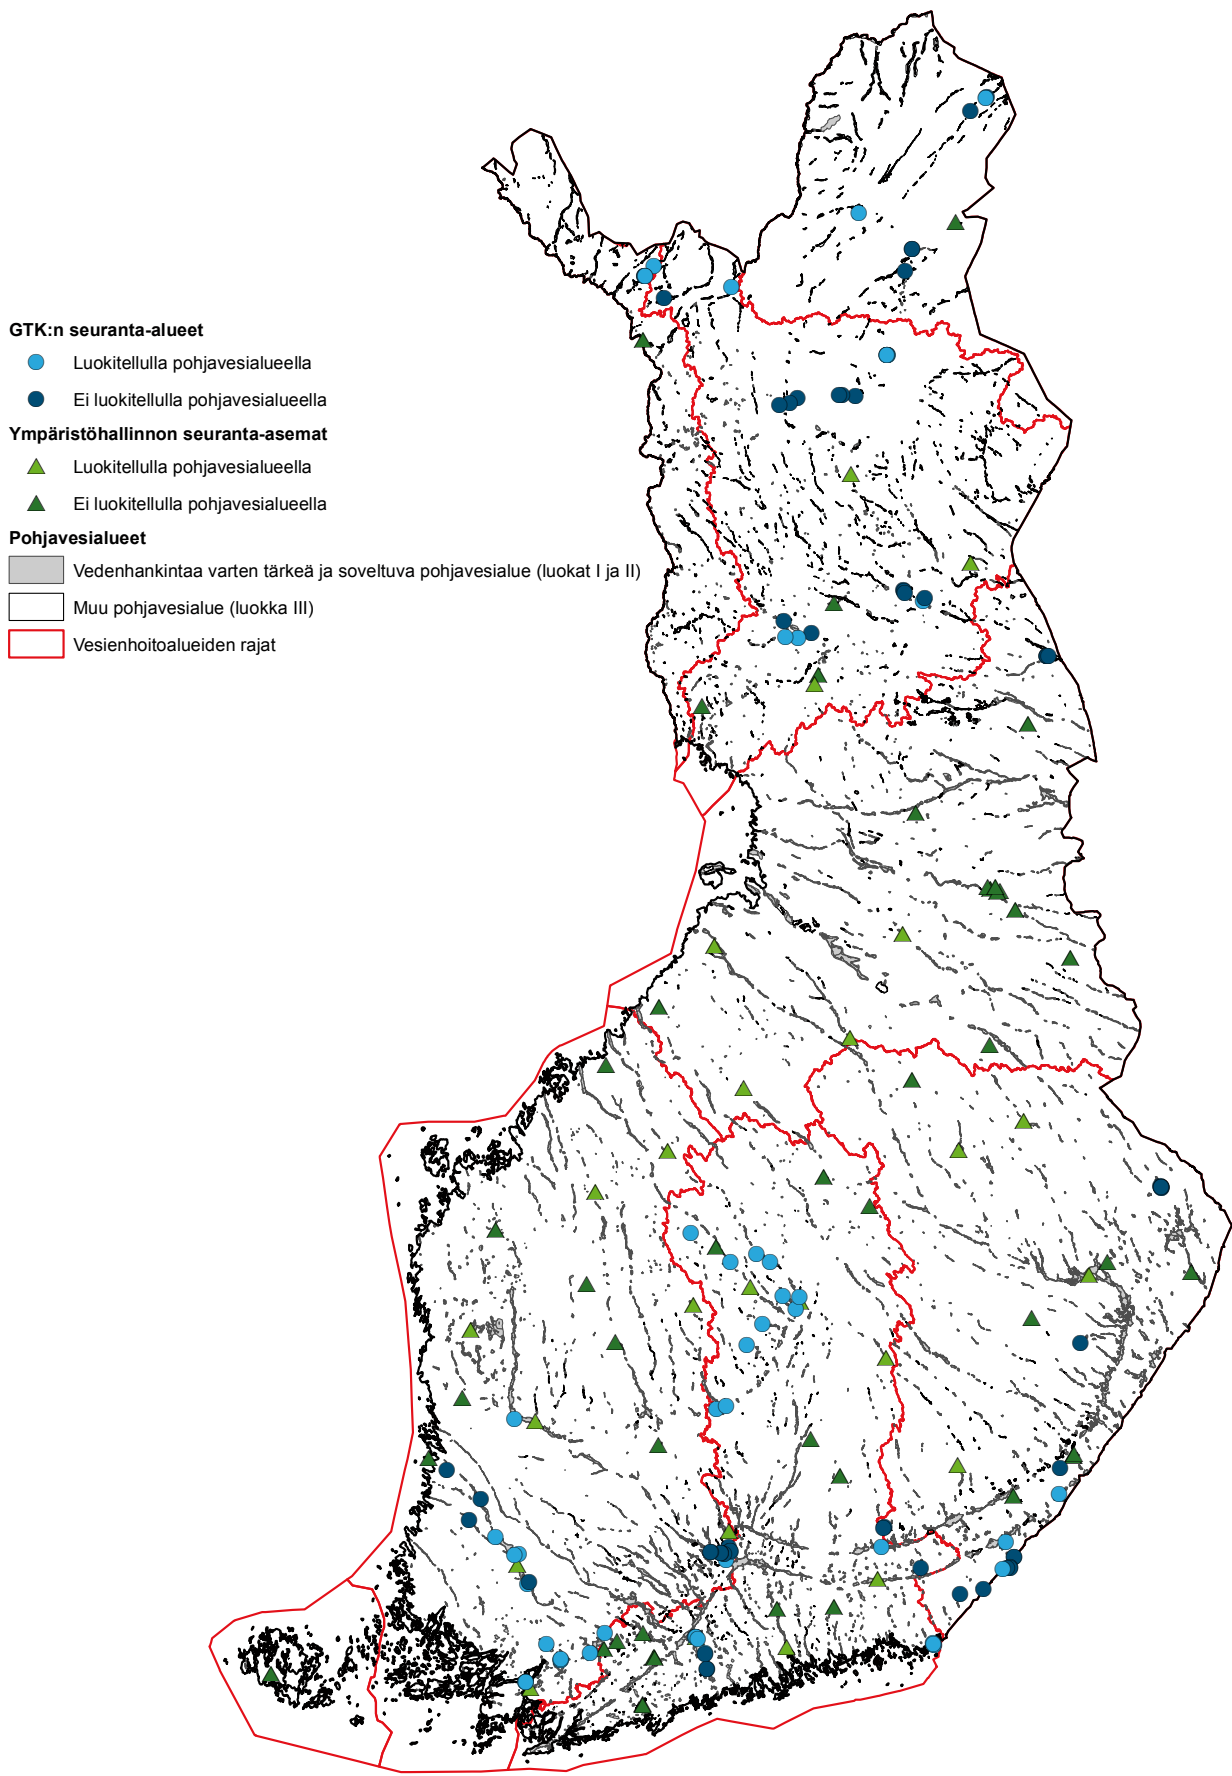 GTK:n seuranta-alueet
Luokitellulla pohjavesialueella
Ei luokitellulla pohjavesialueella
Ympäristöhallinnon seuranta-asemat
Luokitellulla pohjavesialueella
Ei luokitellulla pohjavesialueella
Pohjavesialueet
Vedenhankintaa varten tärkeä ja soveltuva pohjavesialue (luokat I ja II)
Muu pohjavesialue (luokka III)
Vesienhoitoalueiden rajat